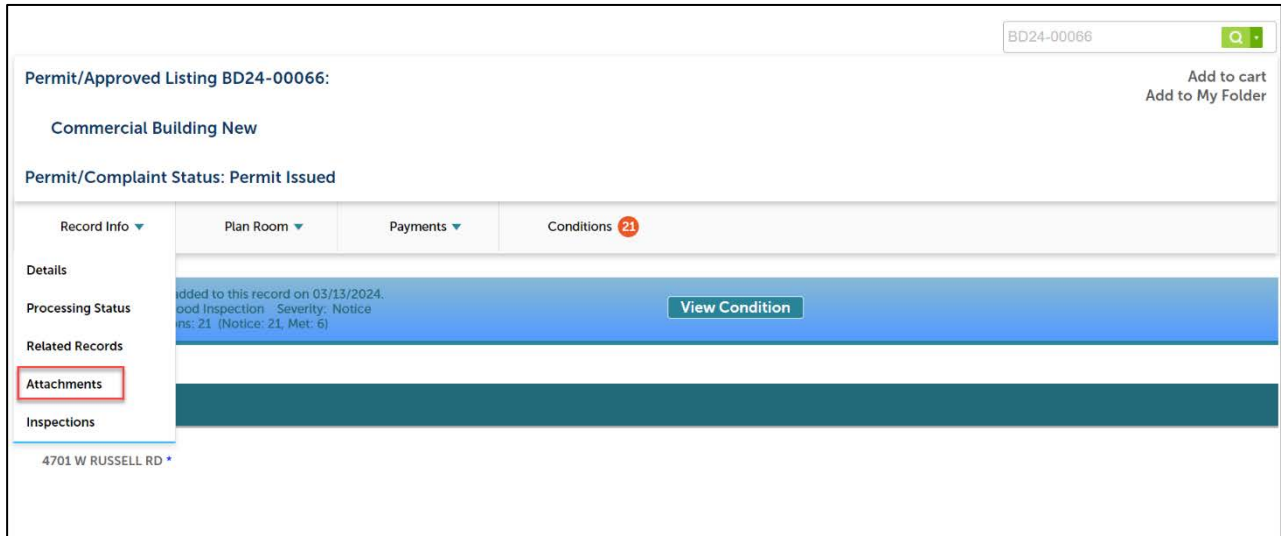 BD24-00066
Permit/Approved Listing BD24-00066:
Add to cart
Add to My Folder
Commercial Building New
Permit/Complaint Status: Permit Issued
Record Info
Plan Room
Payments
Conditions 21
Details
added to this record on 03/13/2024.
Processing Status
ood Inspection Severity: Notice
View Condition
ns: 21 (Notice: 21, Met: 6)
Related Records
Attachments
Inspections
4701 W RUSSELL RD *